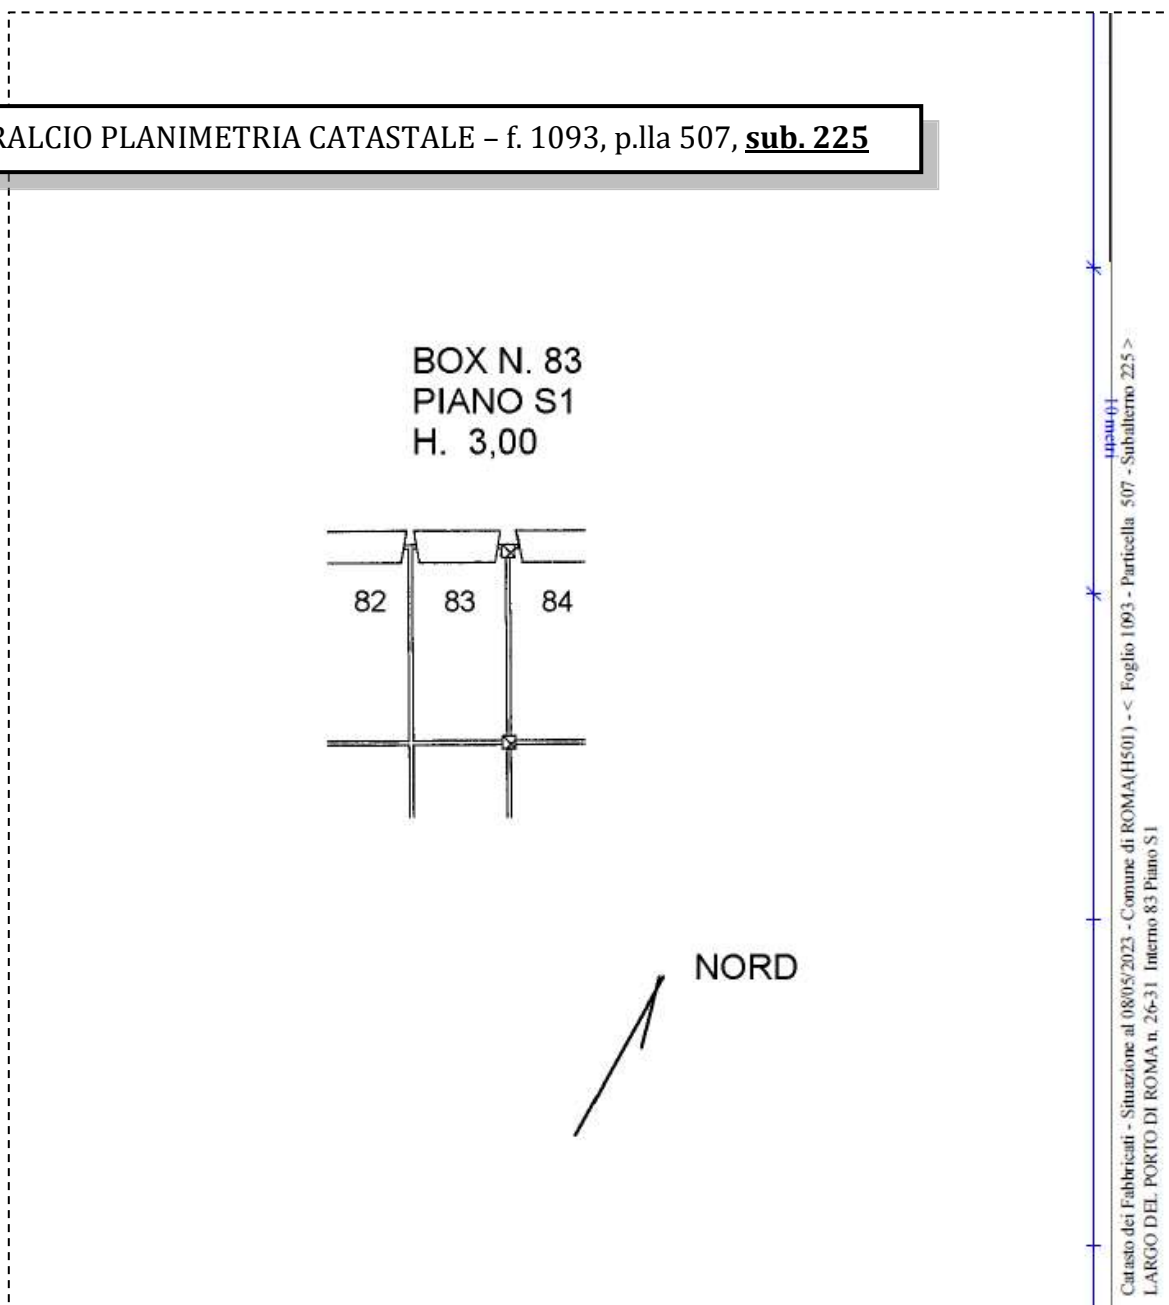 RALCIO PLANIMETRIA CATASTALE – f. 1093, p.lla 507, sub. 225
BOX N. 83
PIANO S1
H. 3,00
82
83
84
NORD
10 metri
Catasto dei Fabbricati - Situazione al 08/05/2023 - Comune di ROMA(H501) - < Foglio 1093 - Particella 507 - Subalterno 225 >
LARGO DEL PORTO DI ROMA n. 26-31 Interno 83 Piano S1